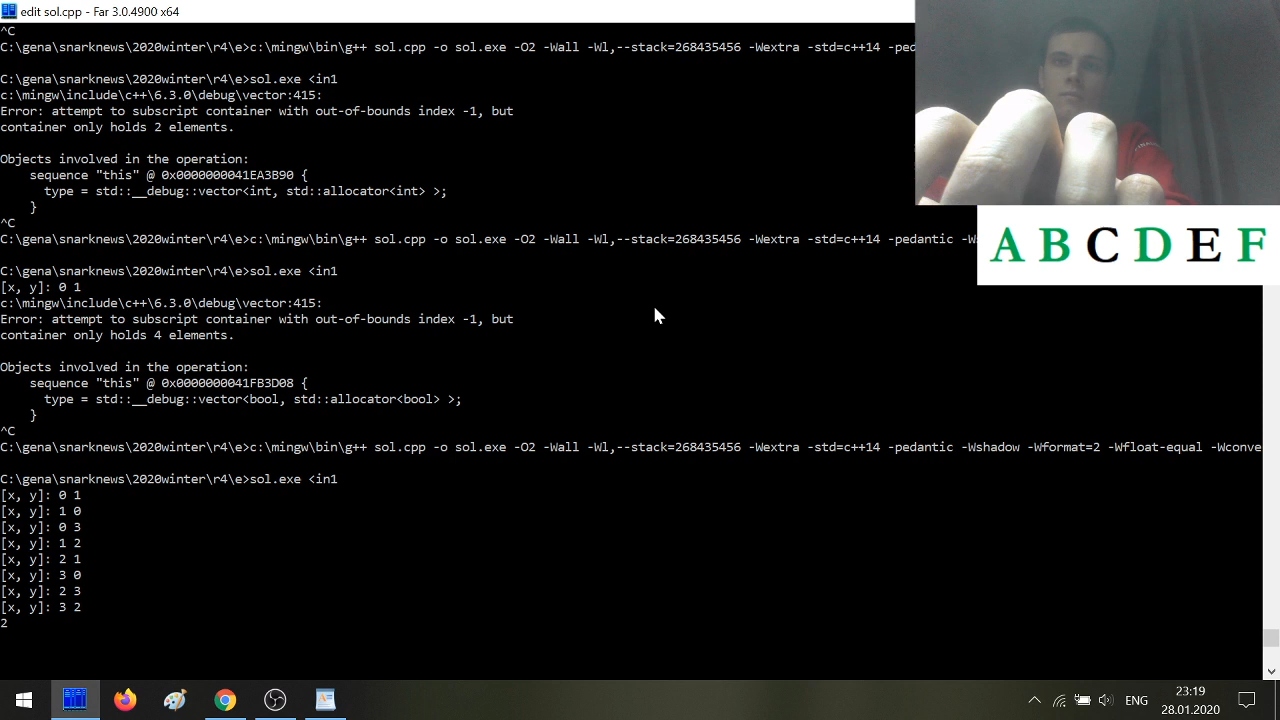 edit sol.cpp - Far 3.0.4900 x64
^C
C:\gena\snarknews\2020winter\r4\e>c:\mingw\bin\g++ sol.cpp -o sol.exe -O2 -Wall -Wl,--stack=268435456 -Wextra -std=c++14 -ped
C:\gena\snarknews\2020winter\r4\e>sol.exe <in1
c:\mingw\include\c++\6.3.0\debug\vector:415:
Error: attempt to subscript container with out-of-bounds index -1, but
container only holds 2 elements.
Objects involved in the operation:
sequence "this" @ 0x0000000041EA3B90 {
type = std::__debug::vector<int, std::allocator<int> >;
}
^C
C:\gena\snarknews\2020winter\r4\e>c:\mingw\bin\g++ sol.cpp -o sol.exe -O2 -Wall -Wl,--stack=268435456 -Wextra -std=c++14 -pedantic -W
A B C D E F
C:\gena\snarknews\2020winter\r4\e>sol.exe <in1
[x, y]: 0 1
c:\mingw\include\c++\6.3.0\debug\vector:415:
Error: attempt to subscript container with out-of-bounds index -1, but
container only holds 4 elements.
Objects involved in the operation:
sequence "this" @ 0x0000000041FB3D08 {
type = std::__debug::vector<bool, std::allocator<bool> >;
}
^C
C:\gena\snarknews\2020winter\r4\e>c:\mingw\bin\g++ sol.cpp -o sol.exe -O2 -Wall -Wl,--stack=268435456 -Wextra -std=c++14 -pedantic -Wshadow -Wformat=2 -Wfloat-equal -Wconve
C:\gena\snarknews\2020winter\r4\e>sol.exe <in1
[x, y]: 0 1
[x, y]: 1 0
[x, y]: 0 3
[x, y]: 1 2
[x, y]: 2 1
[x, y]: 3 0
[x, y]: 2 3
[x, y]: 3 2
2
ENG
23:19
28.01.2020